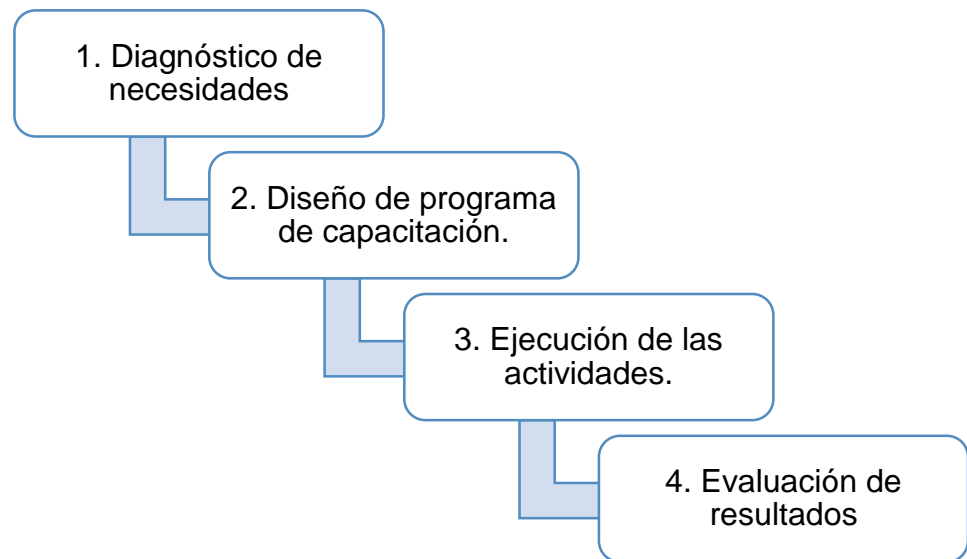 1. Diagnóstico de
necesidades
2. Diseño de programa
de capacitación.
3. Ejecución de las
actividades.
4. Evaluación de
resultados